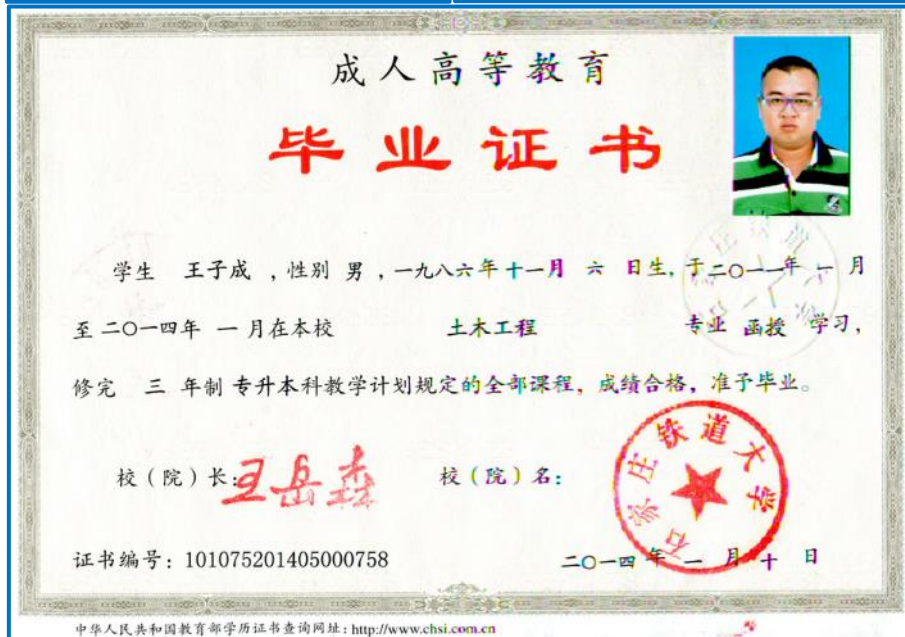 成人高等教育
毕业证书
学生 王子成 ，性别 男 ，一九八六年十一月 六 日生，于二〇一一年 一 月
至二〇一四年 一 月在本校 土木工程 专业 函授 学习，
修完 三 年制 专升本科教学计划规定的全部课程，成绩合格，准予毕业。
校（院）长：王岳森 校（院）名：
石家庄铁道大学
证书编号：101075201405000758 二〇一四 年 一 月 十 日
中华人民共和国教育部学历证书查询网址：http://www.chsi.com.cn